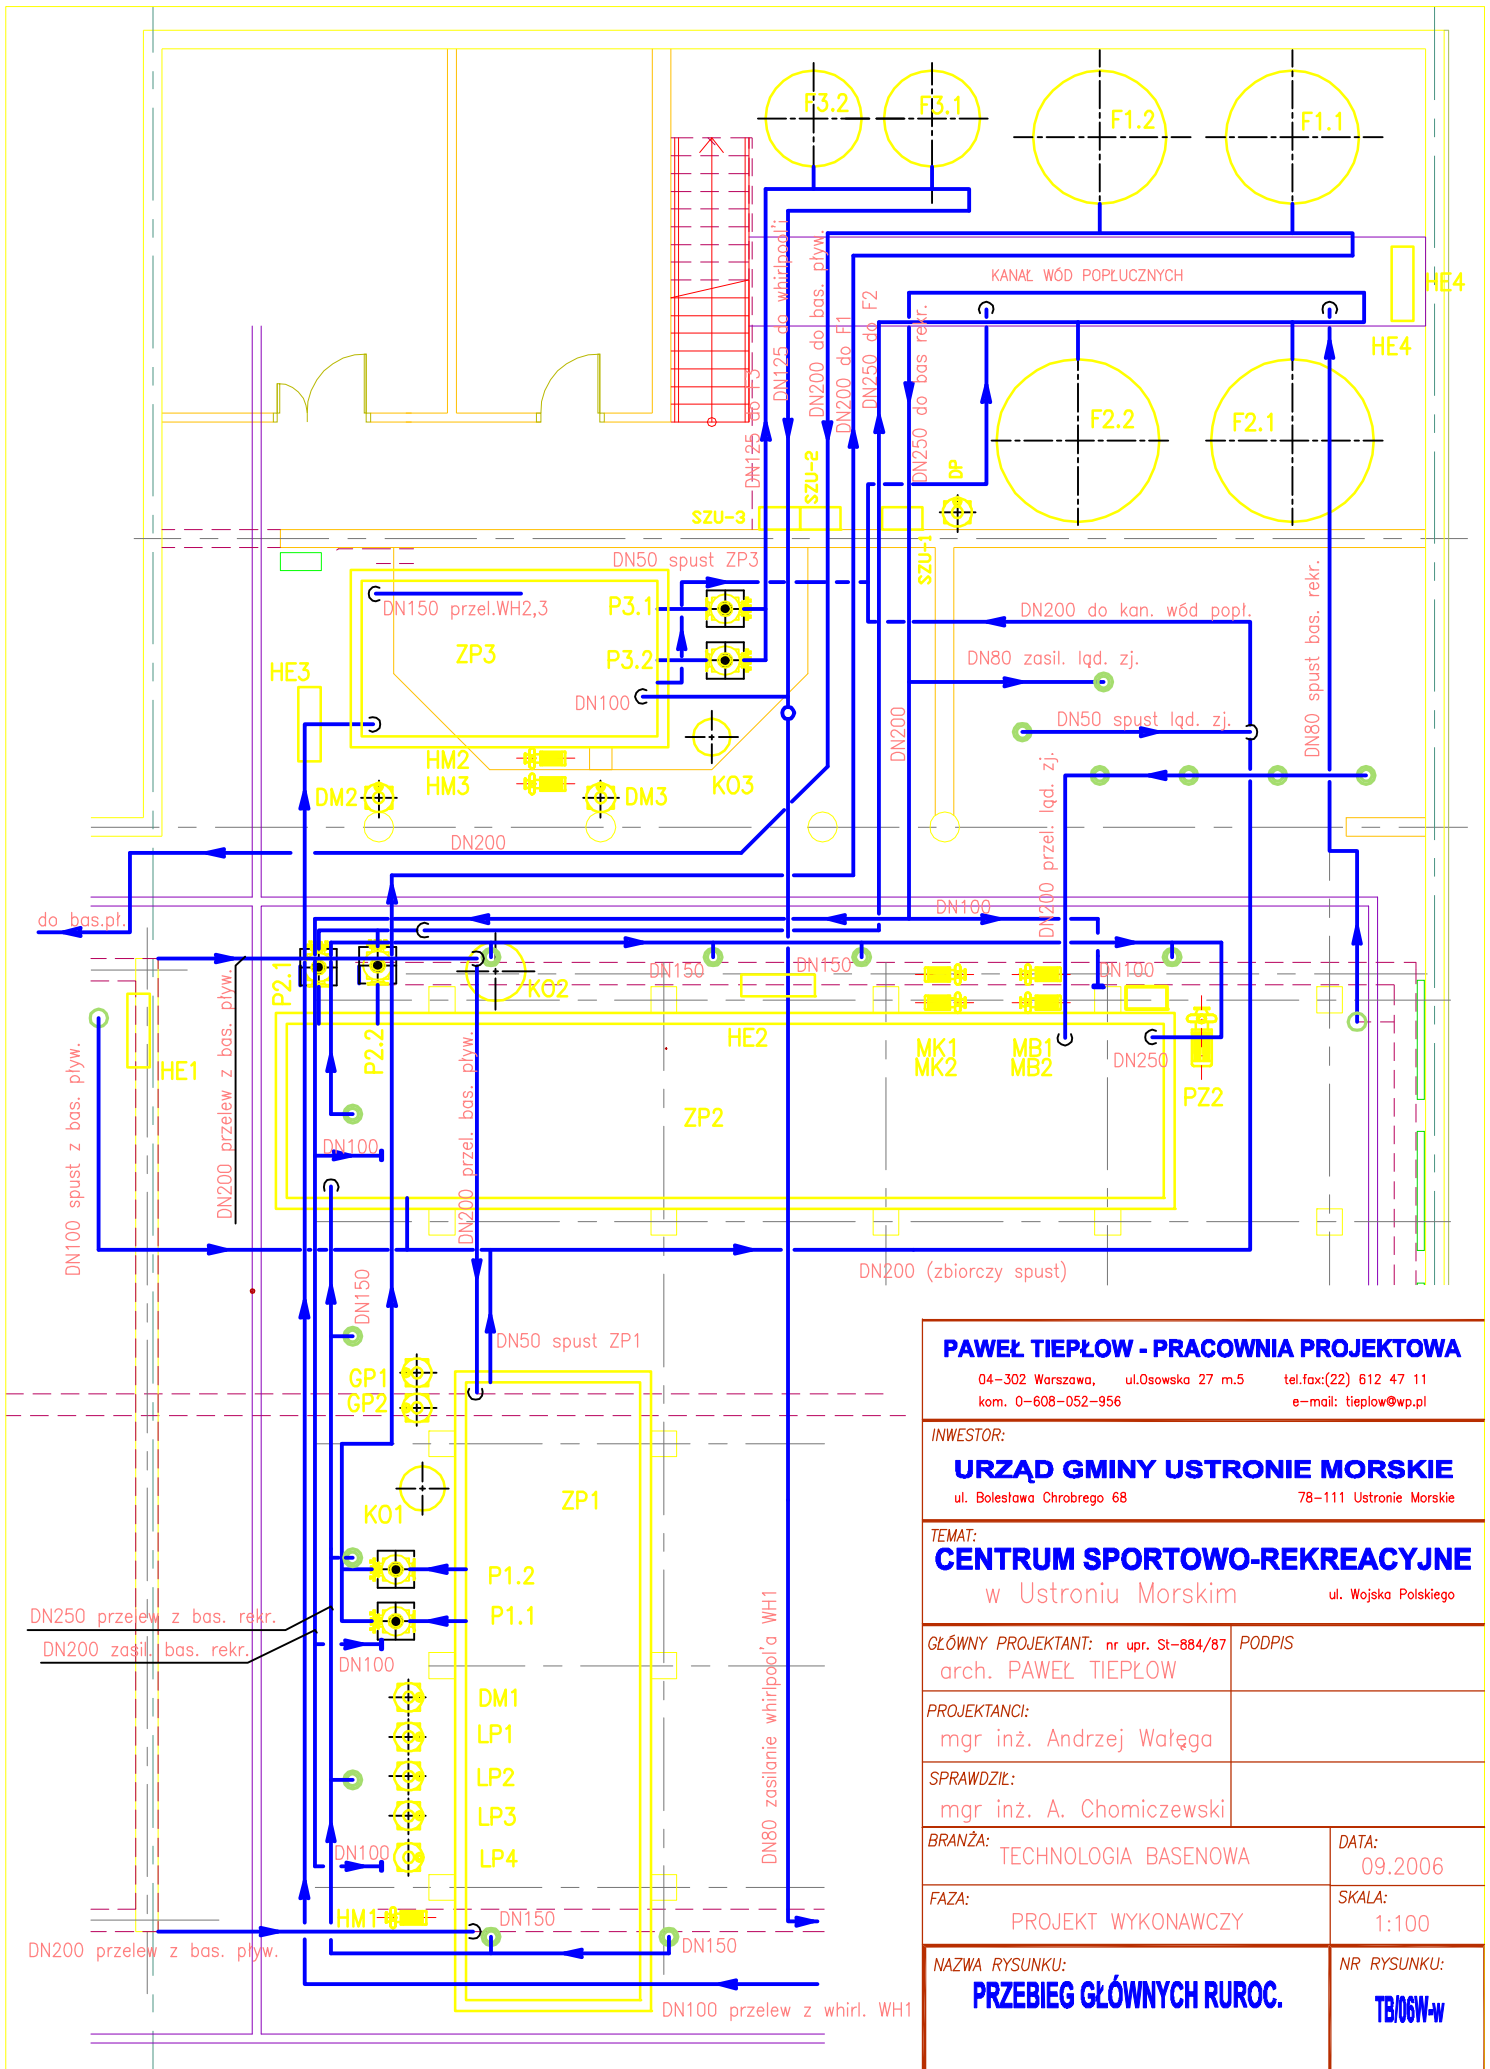 F3.2
F3.1
F1.2
F1.1
KANAŁ WÓD POPŁUCZNYCH
HE4
HE4
DN125 do F3
DN125 do whirlpool'i
DN200 do bas. pływ.
DN200 do F1
DN250 do F2
DN250 do bas rekr.
F2.2
F2.1
SZU-3
SZU-2
SZU-1
DP
DN50 spust ZP3
DN150 przel.WH2,3
P3.1
ZP3
P3.2
HE3
DN100
DN200 do kan. wód popł.
DN80 zasil. lqd. zj.
DN50 spust lqd. zj.
DN80 spust bas. rekr.
DN200
DN200 przel. lqd. zj.
HM2
HM3
DM2
DM3
KO3
DN200
do bas.pł.
DN100
P2.1
P2.2
KO2
DN150
DN150
DN100
HE1
HE2
MK1
MK2
MB1
MB2
DN250
PZ2
ZP2
DN100 spust z bas. pływ.
DN200 przelew z bas. pływ.
DN100
DN200 przel. bas. pływ.
DN200 (zbiorczy spust)
DN150
DN50 spust ZP1
GP1
GP2
KO1
ZP1
P1.2
P1.1
DN250 przelew z bas. rekr.
DN200 zasil. bas. rekr.
DN100
DM1
LP1
LP2
LP3
LP4
DN100
HM1
DN150
DN150
DN200 przelew z bas. pływ.
DN80 zasilanie whirlpool'a WH1
DN100 przelew z whirl. WH1
PAWEŁ TIEPŁOW - PRACOWNIA PROJEKTOWA
04-302 Warszawa, ul.Osowska 27 m.5 tel.fax:(22) 612 47 11
kom. 0-608-052-956 e-mail: tieplow@wp.pl
INWESTOR:
URZĄD GMINY USTRONIE MORSKIE
ul. Bolesława Chrobrego 68 78-111 Ustronie Morskie
TEMAT:
CENTRUM SPORTOWO-REKREACYJNE
w Ustroniu Morskim ul. Wojska Polskiego
GŁÓWNY PROJEKTANT: nr upr. St-884/87 PODPIS
arch. PAWEŁ TIEPŁOW
PROJEKTANCI:
mgr inż. Andrzej Wałęga
SPRAWDZIŁ:
mgr inż. A. Chomiczewski
BRANŻA:
TECHNOLOGIA BASENOWA
DATA:
09.2006
FAZA:
PROJEKT WYKONAWCZY
SKALA:
1:100
NAZWA RYSUNKU:
PRZEBIEG GŁÓWNYCH RUROC.
NR RYSUNKU:
TB/06W-w